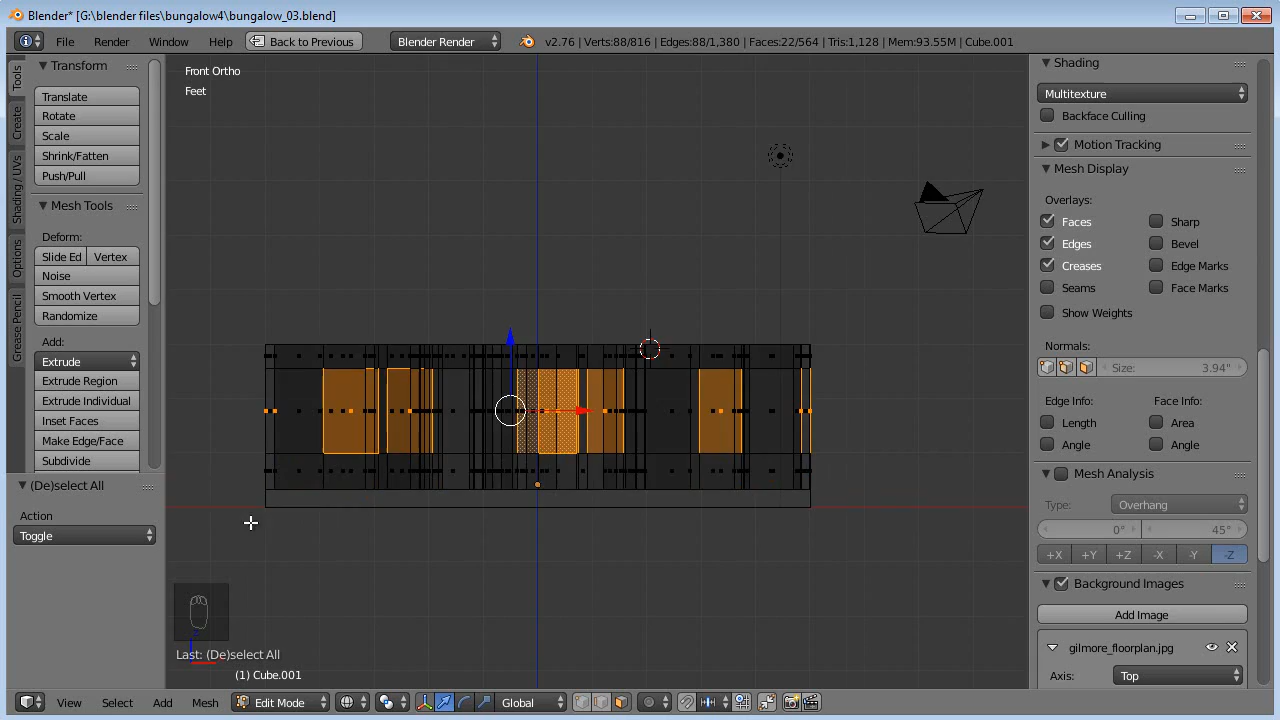 Blender* [G:\blender files\bungalow4\bungalow_03.blend]
File Render Window Help Back to Previous Blender Render v2.76 | Verts:88/816 | Edges:88/1,380 | Faces:22/564 | Tris:1,128 | Mem:93.55M | Cube.001
Tools
Create
Shading / UVs
Options
Grease Pencil
Transform
Translate
Rotate
Scale
Shrink/Fatten
Push/Pull
Mesh Tools
Deform:
Slide Ed Verte
Noise
Smooth Vertex
Randomize
Add:
Extrude
Extrude Region
Extrude Individual
Inset Faces
Make Edge/Face
Subdivide
(De)select All
Action
Toggle
Front Ortho
Feet
Last: (De)select All
(1) Cube.001
View Select Add Mesh Edit Mode Global
Shading
Multitexture
Backface Culling
Motion Tracking
Mesh Display
Overlays:
Faces Sharp
Edges Bevel
Creases Edge Marks
Seams Face Marks
Show Weights
Normals:
Size: 3.94"
Edge Info: Face Info:
Length Area
Angle Angle
Mesh Analysis
Type: Overhang
0° 45°
+X +Y +Z -X -Y -Z
Background Images
Add Image
gilmore_floorplan.jpg
Axis: Top